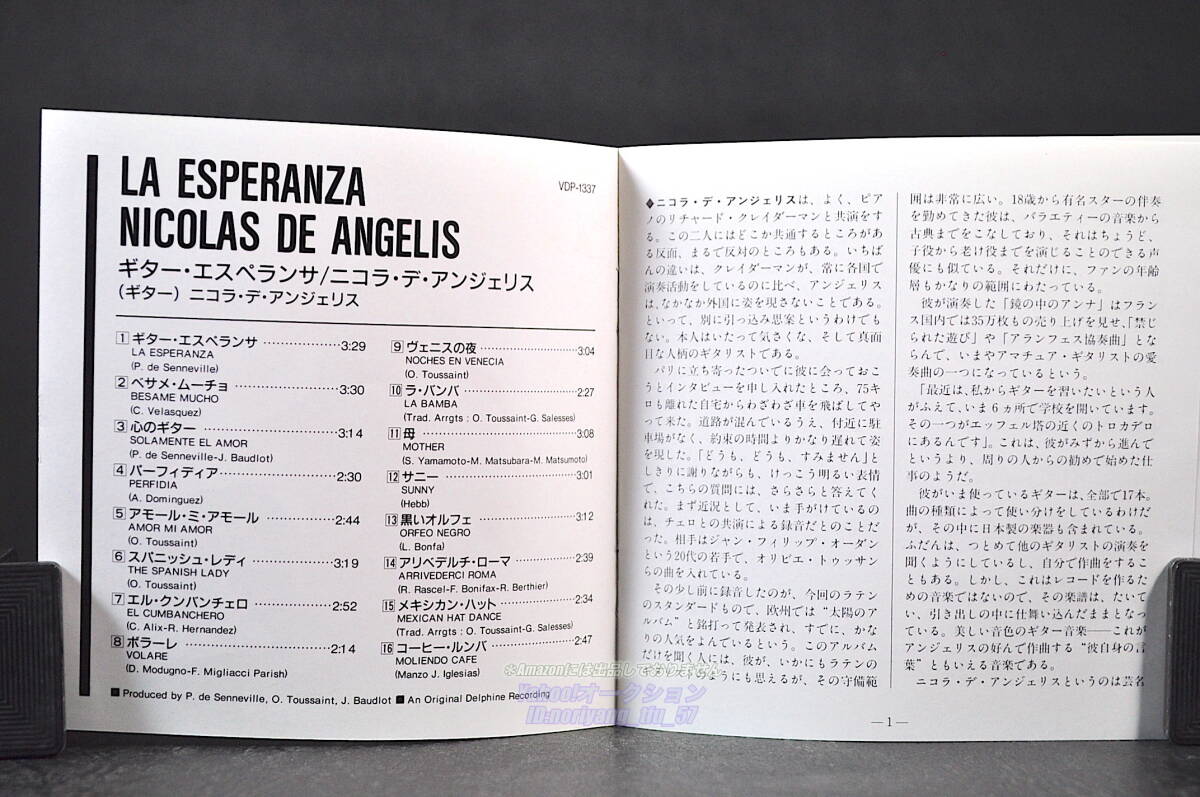 LA ESPERANZA
NICOLAS DE ANGELIS
VDP-1337
ギター・エスペランサ/ニコラ・デ・アンジェリス
(ギター) ニコラ・デ・アンジェリス
1 ギター・エスペランサ ………………3:29
LA ESPERANZA
(P. de Senneville)
2 ベサメ・ムーチョ ………………3:30
BESAME MUCHO
(C. Velasquez)
3 心のギター ………………3:14
SOLAMENTE EL AMOR
(P. de Senneville-J. Baudlot)
4 パーフィディア ………………2:30
PERFIDIA
(A. Dominguez)
5 アモール・ミ・アモール ………………2:44
AMOR MI AMOR
(O. Toussaint)
6 スパニッシュ・レディ ………………3:19
THE SPANISH LADY
(O. Toussaint)
7 エル・クンバンチェロ ………………2:52
EL CUMBANCHERO
(C. Alix-R. Hernandez)
8 ボラーレ ………………2:14
VOLARE
(D. Modugno-F. Migliacci Parish)
9 ヴェニスの夜 ………………3:04
NOCHES EN VENECIA
(O. Toussaint)
10 ラ・バンバ ………………2:27
LA BAMBA
(Trad. Arrgts : O. Toussaint-G. Salesses)
11 母 ………………3:08
MOTHER
(S. Yamamoto-M. Matsubara-M. Matsumoto)
12 サニー ………………3:01
SUNNY
(Hebb)
13 黒いオルフェ ………………3:12
ORFEO NEGRO
(L. Bonfa)
14 アリベデルチ・ローマ ………………2:39
ARRIVEDERCI ROMA
(R. Rascel-F. Bonifax-R. Berthier)
15 メキシカン・ハット ………………2:34
MEXICAN HAT DANCE
(Trad. Arrgts : O. Toussaint-G. Salesses)
16 コーヒー・ルンバ ………………2:47
MOLIENDO CAFE
(Manzo J. Iglesias)
■ Produced by P. de Senneville, O. Toussaint, J. Baudlot ■ An Original Delphine Recording
◆ニコラ・デ・アンジェリスは、よく、ピア
ノのリチャード・クレイダーマンと共演をす
る。この二人にはどこか共通するところがあ
る反面、まるで反対のところもある。いちば
んの違いは、クレイダーマンが、常に各国で
演奏活動をしているのに比べ、アンジェリス
は、なかなか外国に姿を現さないことである。
といって、別に引っ込み思案というわけでも
ない。本人はいたって気さくな、そして真面
目な人柄のギタリストである。
パリに立ち寄ったついでに彼に会っておこ
うとインタビューを申し入れたところ、75キ
ロも離れた自宅からわざわざ車を飛ばしてや
って来た。道路が混んでいるうえ、付近に駐
車場がなく、約束の時間よりかなり遅れて姿
を現した。「どうも、どうも、すみません」と
しきりに謝りながらも、けっこう明るい表情
で、こちらの質問には、さらさらと答えてく
れた。まず近況として、いま手がけているの
は、チェロとの共演による録音だとのことだ
った。相手はジャン・フィリップ・オーダン
という20代の若手で、オリビエ・トゥッサン
らの曲を入れている。
その少し前に録音したのが、今回のラテン
のスタンダードもので、欧州では“太陽のア
ルバム”と銘打って発表され、すでに、かな
りの人気をよんでいるという。このアルバム
だけを聞く人には、彼が、いかにもラテンの
ようにも思えるが、その守備範
囲は非常に広い。18歳から有名スターの伴奏
を勤めてきた彼は、バラエティーの音楽から
古典までをこなしており、それはちょうど、
子役から老け役までを演じることのできる声
優にも似ている。それだけに、ファンの年齢
層もかなりの範囲にわたっている。
彼が演奏した「鏡の中のアンナ」はフラン
ス国内では35万枚もの売り上げを見せ、「禁じ
られた遊び」や「アランフェス協奏曲」とな
らんで、いまやアマチュア・ギタリストの愛
奏曲の一つになっているという。
「最近は、私からギターを習いたいという人
がふえて、いま6ヵ所で学校を開いています。
その一つがエッフェル塔の近くのトロカデロ
にあるんです」。これは、彼がみずから進んで
というより、周りの人からの勧めで始めた仕
事のようだ。
彼がいま使っているギターは、全部で17本。
曲の種類によって使い分けをしているわけだ
が、その中に日本製の楽器も含まれている。
ふだんは、つとめて他のギタリストの演奏を
聞くようにしているし、自分で作曲をするこ
ともある。しかし、これはレコードを作るた
めの音楽ではないので、その楽譜は、たいて
い、引き出しの中に仕舞い込んだままとなっ
ている。美しい音色のギター音楽――これが
アンジェリスの好んで作曲する“彼自身の言
葉”ともいえる音楽である。
ニコラ・デ・アンジェリスというのは芸名
—1—
＊Amazonには出品しておりません
Yahoo!オークション
ID:noriyang_tiu_57